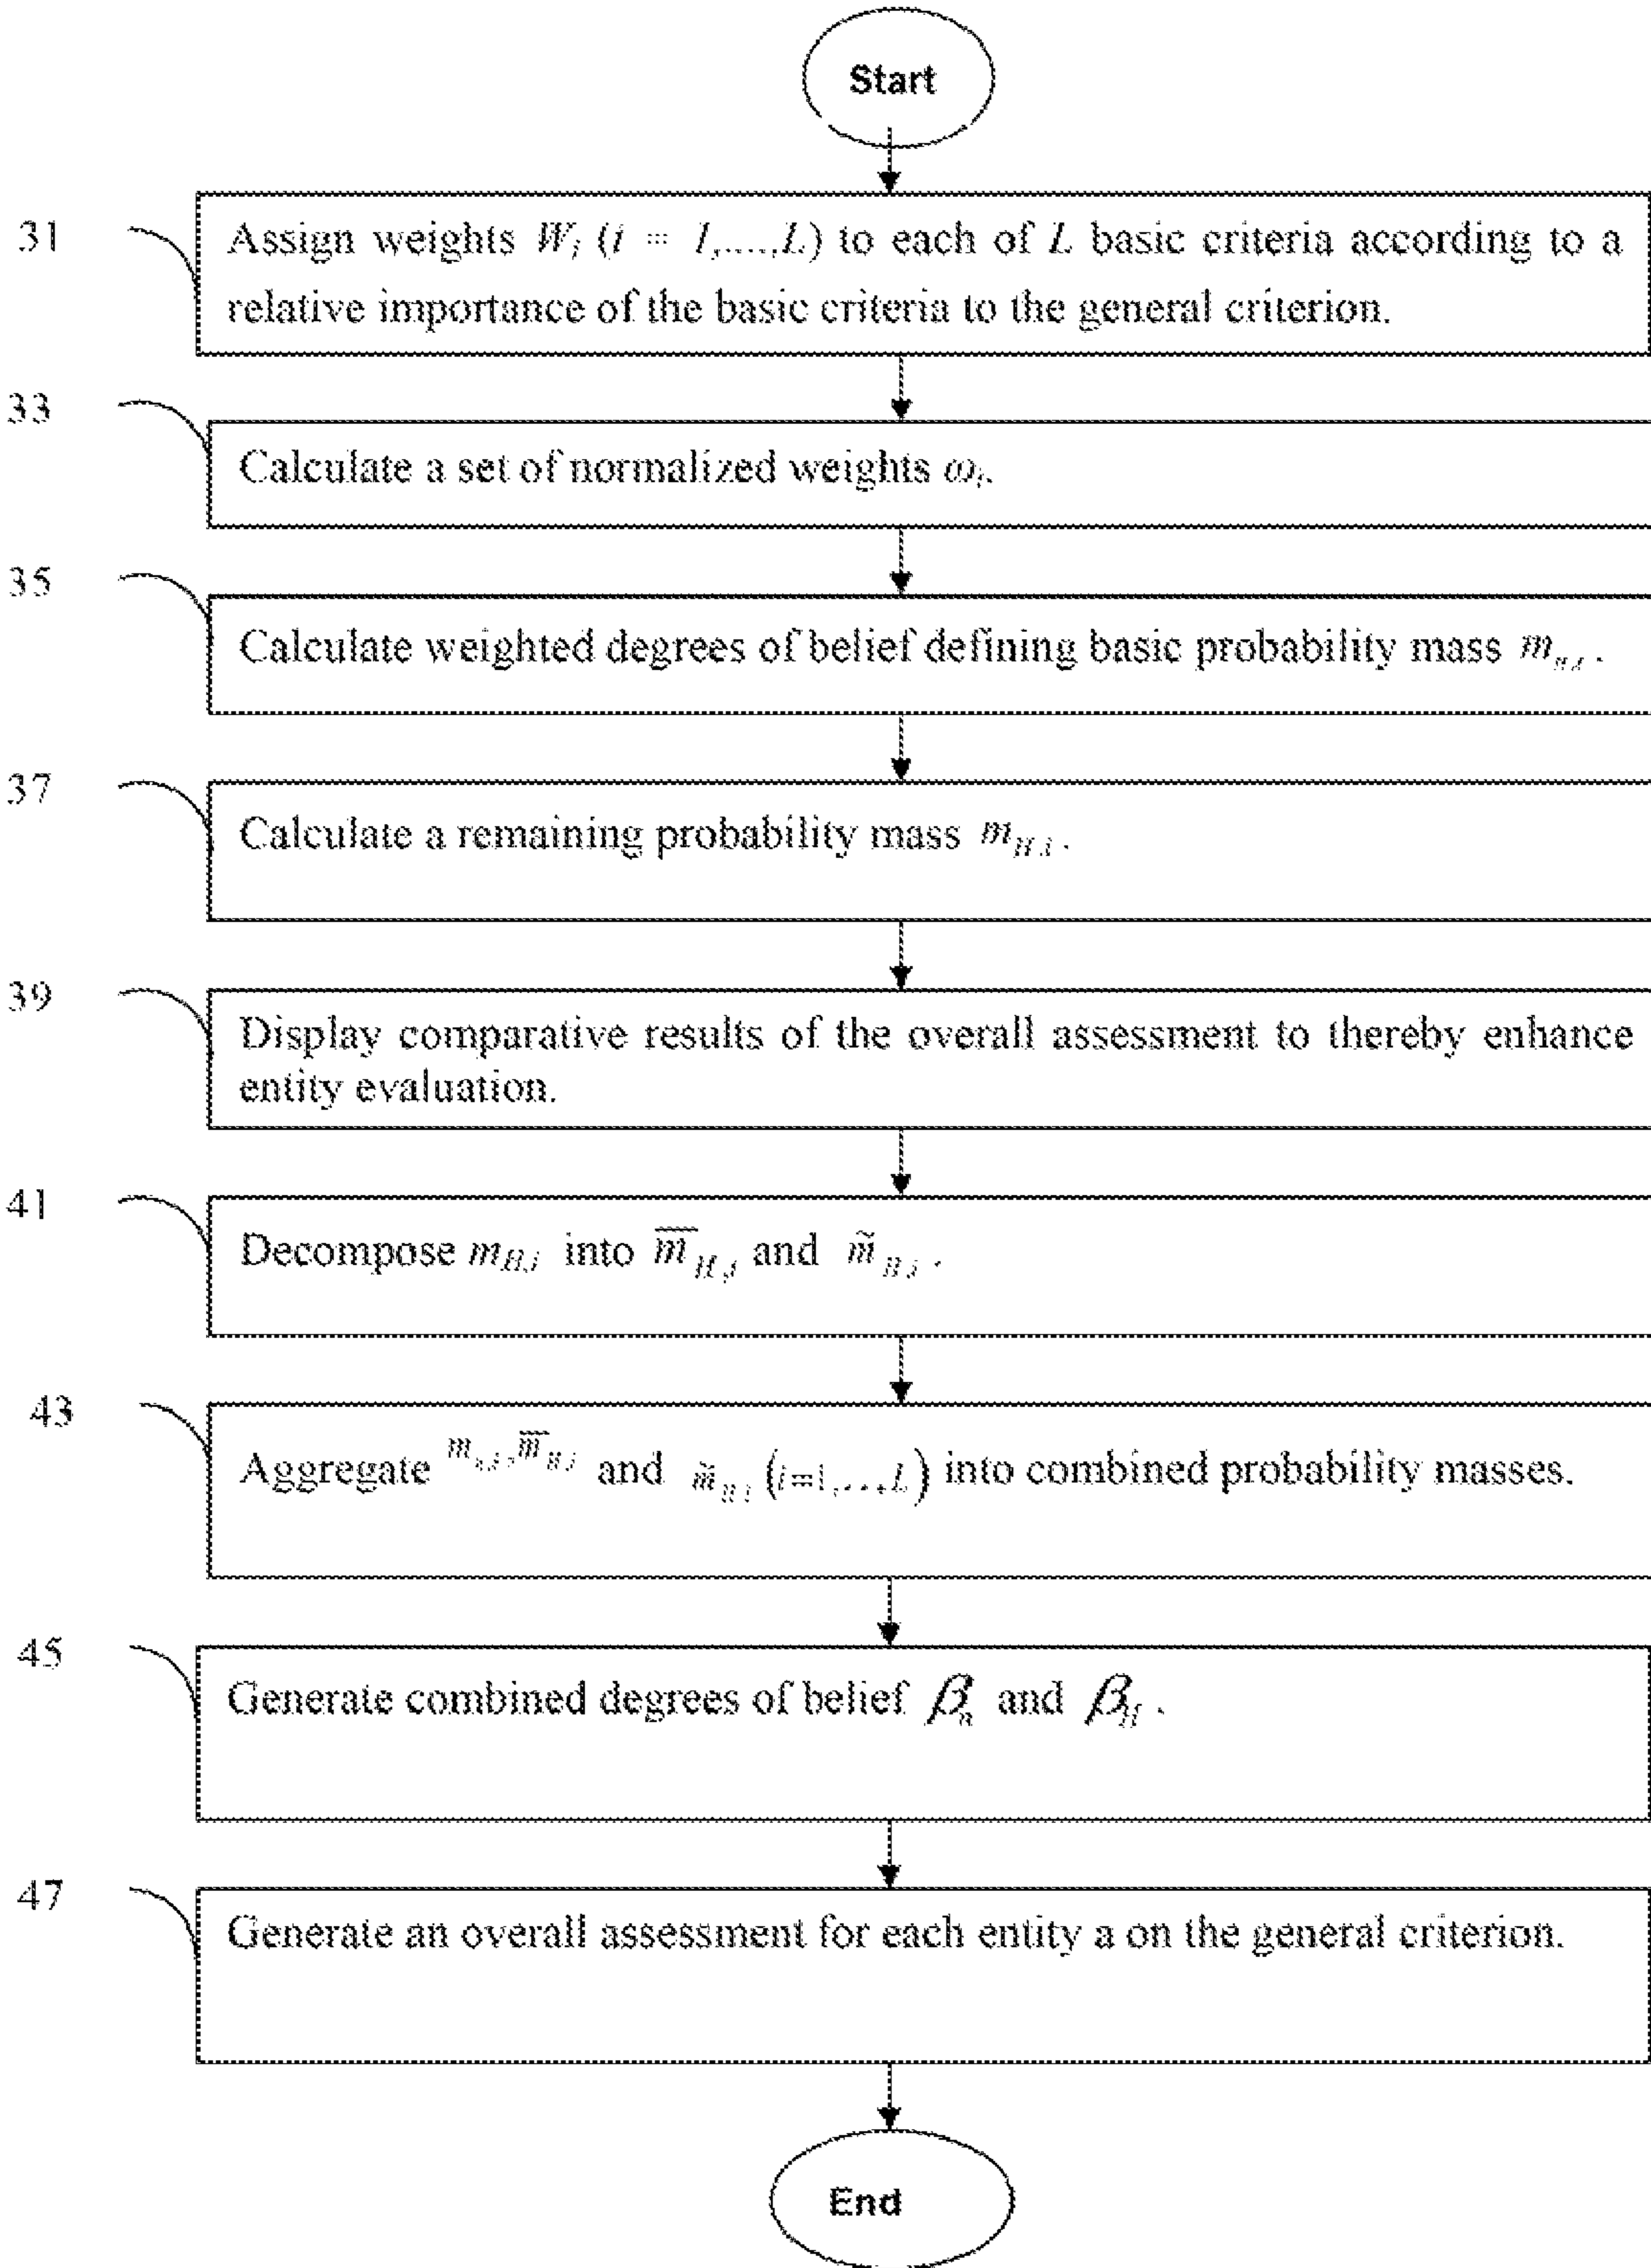 Start
31
Assign weights W_i (i = 1,....,L) to each of L basic criteria according to a
relative importance of the basic criteria to the general criterion.
33
Calculate a set of normalized weights ω_i.
35
Calculate weighted degrees of belief defining basic probability mass m_{n,i}.
37
Calculate a remaining probability mass m_{H,i}.
39
Display comparative results of the overall assessment to thereby enhance
entity evaluation.
41
Decompose m_{H,i} into m̅_{H,i} and m̃_{H,i}.
43
Aggregate m_{n,i}, m̅_{H,i} and m̃_{H,i} (i=1,...,L) into combined probability masses.
45
Generate combined degrees of belief β_n and β_H.
47
Generate an overall assessment for each entity a on the general criterion.
End